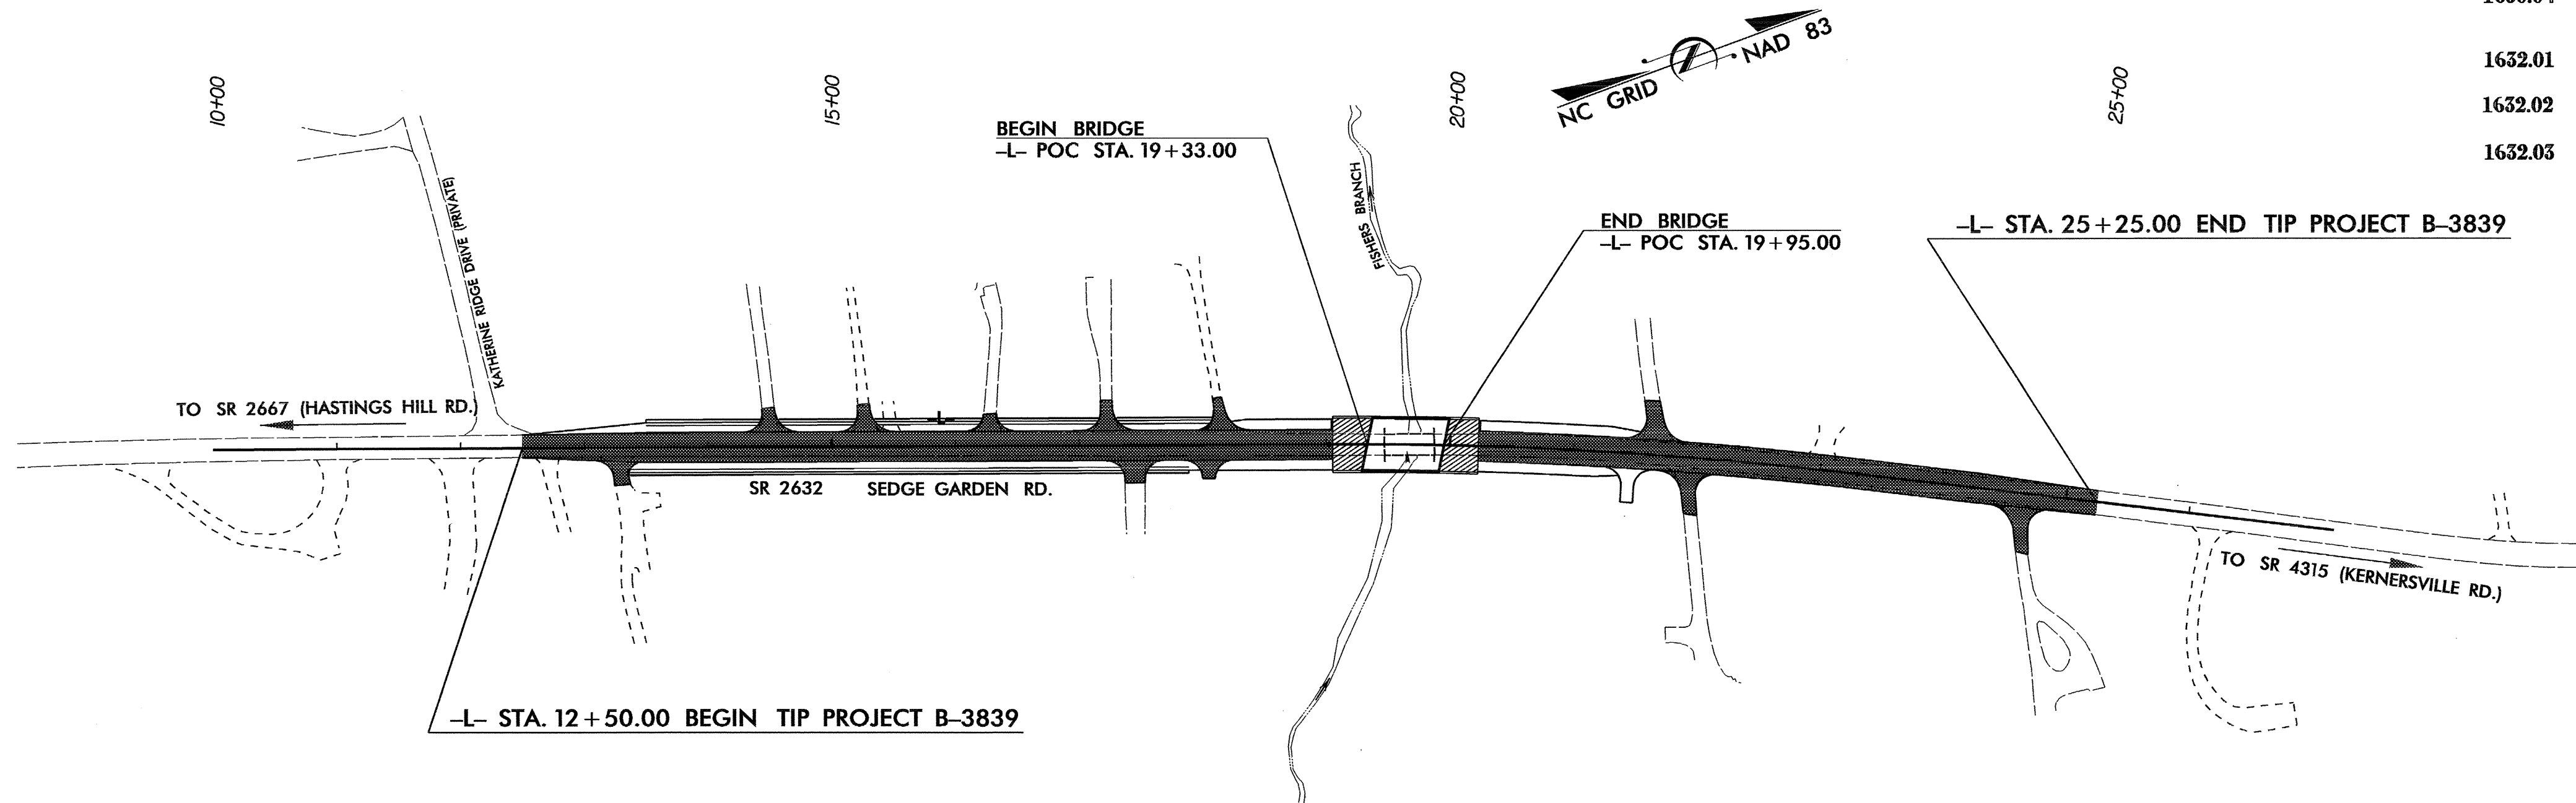 1632.01
1632.02
1632.03
NC GRID
NAD 83
10+00
15+00
20+00
25+00
BEGIN BRIDGE
-L- POC STA. 19+33.00
FISHERS BRANCH
END BRIDGE
-L- POC STA. 19+95.00
-L- STA. 25+25.00 END TIP PROJECT B-3839
KATHERINE RIDGE DRIVE (PRIVATE)
TO SR 2667 (HASTINGS HILL RD.)
-L-
SR 2632 SEDGE GARDEN RD.
TO SR 4315 (KERNERSVILLE RD.)
-L- STA. 12+50.00 BEGIN TIP PROJECT B-3839